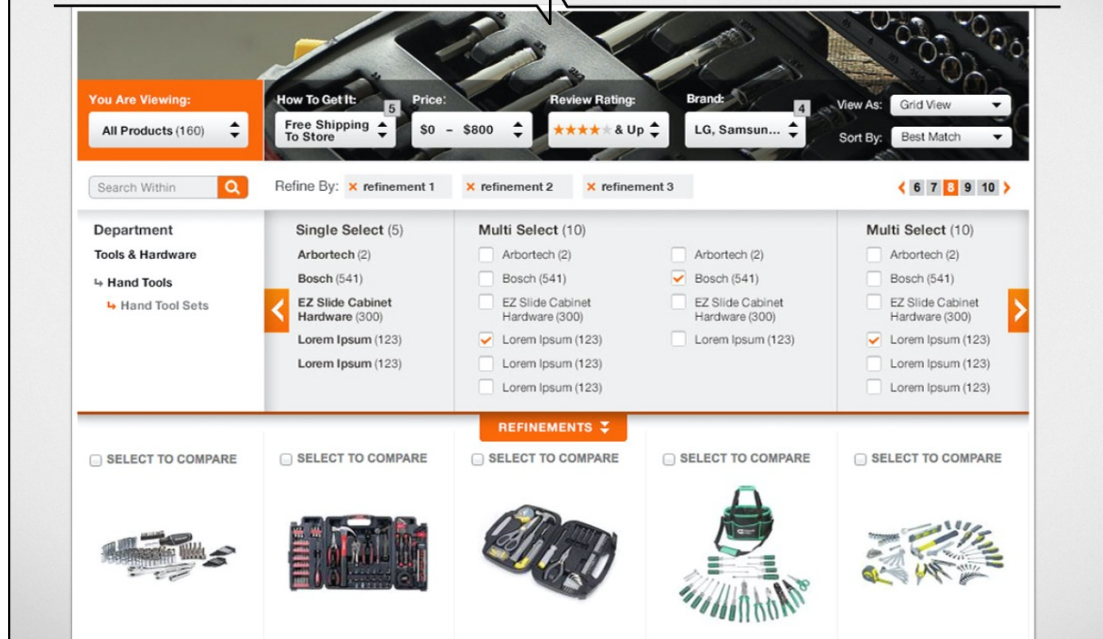 You Are Viewing:
All Products (160)
How To Get It:
5
Free Shipping
To Store
Price:
$0 - $800
Review Rating:
& Up
Brand:
4
LG, Samsun...
View As:
Grid View
Sort By:
Best Match
Search Within
Refine By:
× refinement 1
× refinement 2
× refinement 3
6 7 8 9 10
Department
Tools & Hardware
Hand Tools
Hand Tool Sets
Single Select (5)
Arbortech (2)
Bosch (541)
EZ Slide Cabinet
Hardware (300)
Lorem Ipsum (123)
Lorem Ipsum (123)
Multi Select (10)
Arbortech (2)
Bosch (541)
EZ Slide Cabinet
Hardware (300)
Lorem Ipsum (123)
Lorem Ipsum (123)
Lorem Ipsum (123)
Arbortech (2)
Bosch (541)
EZ Slide Cabinet
Hardware (300)
Lorem Ipsum (123)
Multi Select (10)
Arbortech (2)
Bosch (541)
EZ Slide Cabinet
Hardware (300)
Lorem Ipsum (123)
Lorem Ipsum (123)
Lorem Ipsum (123)
REFINEMENTS
SELECT TO COMPARE
SELECT TO COMPARE
SELECT TO COMPARE
SELECT TO COMPARE
SELECT TO COMPARE